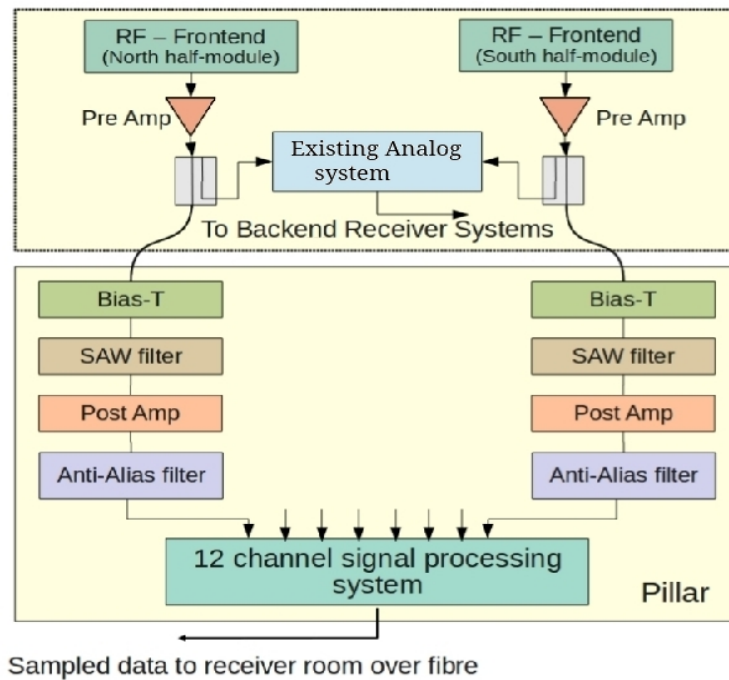 RF – Frontend
(North half-module)
RF – Frontend
(South half-module)
Pre Amp
Pre Amp
Existing Analog
system
To Backend Receiver Systems
Bias-T
Bias-T
SAW filter
SAW filter
Post Amp
Post Amp
Anti-Alias filter
Anti-Alias filter
12 channel signal processing
system
Pillar
Sampled data to receiver room over fibre